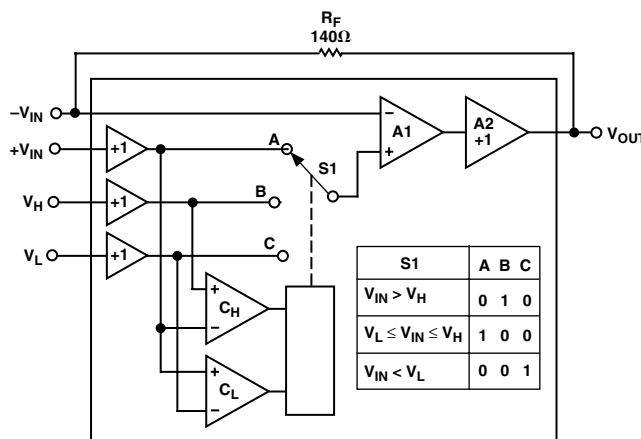 R_F
140Ω
–V_IN
+V_IN
V_H
V_L
+1
+1
+1
A
B
C
S1
–
+
A1
A2
+1
V_OUT
+
–
C_H
+
–
C_L
S1 A B C
V_IN > V_H 0 1 0
V_L ≤ V_IN ≤ V_H 1 0 0
V_IN < V_L 0 0 1